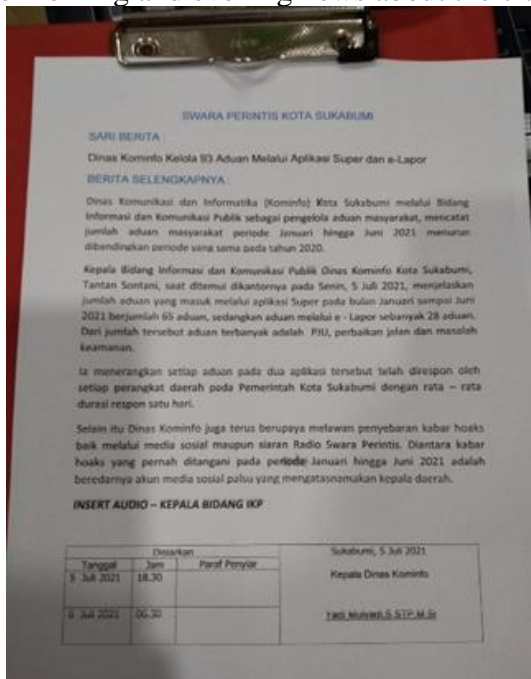 SWARA PERINTIS KOTA SUKABUMI
SARI BERITA :
Dinas Kominfo Kelola 93 Aduan Melalui Aplikasi Super dan e-Lapor
BERITA SELENGKAPNYA :
Dinas Komunikasi dan Informatika (Kominfo) Kota Sukabumi melalui Bidang
Informasi dan Komunikasi Publik sebagai pengelola aduan masyarakat, mencatat
jumlah aduan masyarakat periode Januari hingga Juni 2021 menurun
dibandingkan periode yang sama pada tahun 2020.
Kepala Bidang Informasi dan Komunikasi Publik Dinas Kominfo Kota Sukabumi,
Tantan Sontani, saat ditemui dikantornya pada Senin, 5 Juli 2021, menjelaskan
jumlah aduan yang masuk melalui aplikasi Super pada bulan Januari sampai Juni
2021 berjumlah 65 aduan, sedangkan aduan melalui e - Lapor sebanyak 28 aduan.
Dari jumlah tersebut aduan terbanyak adalah PJU, perbaikan jalan dan masalah
keamanan.
Ia menerangkan setiap aduan pada dua aplikasi tersebut telah direspon oleh
setiap perangkat daerah pada Pemerintah Kota Sukabumi dengan rata – rata
durasi respon satu hari.
Selain itu Dinas Kominfo juga terus berupaya melawan penyebaran kabar hoaks
baik melalui media sosial maupun siaran Radio Swara Perintis. Diantara kabar
hoaks yang pernah ditangani pada periode Januari hingga Juni 2021 adalah
beredarnya akun media sosial palsu yang mengatasnamakan kepala daerah.
INSERT AUDIO – KEPALA BIDANG IKP
Disiarkan
Tanggal Jam Paraf Penyiar
5 Juli 2021 18.30
6 Juli 2021 06.30
Sukabumi, 5 Juli 2021
Kepala Dinas Kominfo
Yadi Mulyadi,S.STP,M.Si